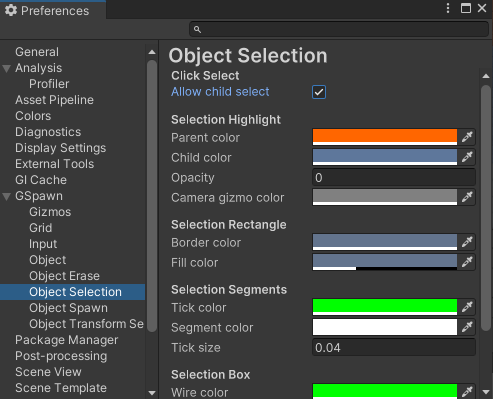 Preferences
General
Analysis
Profiler
Asset Pipeline
Colors
Diagnostics
Display Settings
External Tools
GI Cache
GSpawn
Gizmos
Grid
Input
Object
Object Erase
Object Selection
Object Spawn
Object Transform Se
Package Manager
Post-processing
Scene View
Scene Template
Object Selection
Click Select
Allow child select
Selection Highlight
Parent color
Child color
Opacity 0
Camera gizmo color
Selection Rectangle
Border color
Fill color
Selection Segments
Tick color
Segment color
Tick size 0.04
Selection Box
Wire color